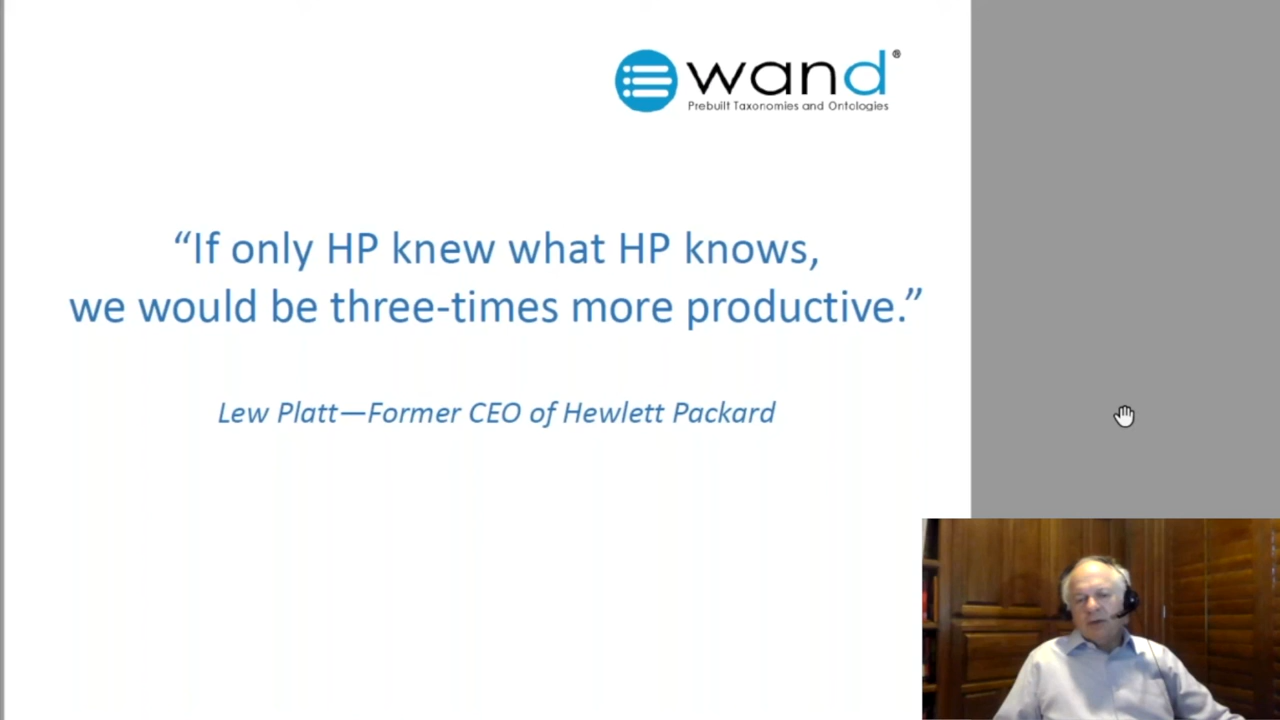 wand®
Prebuilt Taxonomies and Ontologies
“If only HP knew what HP knows,
we would be three-times more productive.”
Lew Platt—Former CEO of Hewlett Packard